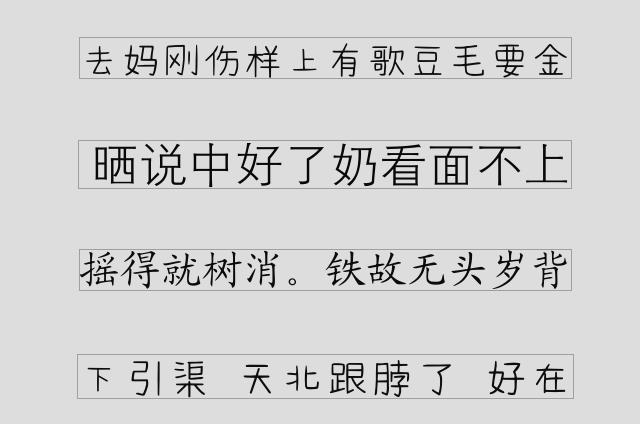 去妈刚伤样上有歌豆毛要金
晒说中好了奶看面不上
摇得就树消。铁故无头岁背
下引渠 天北跟脖了 好在